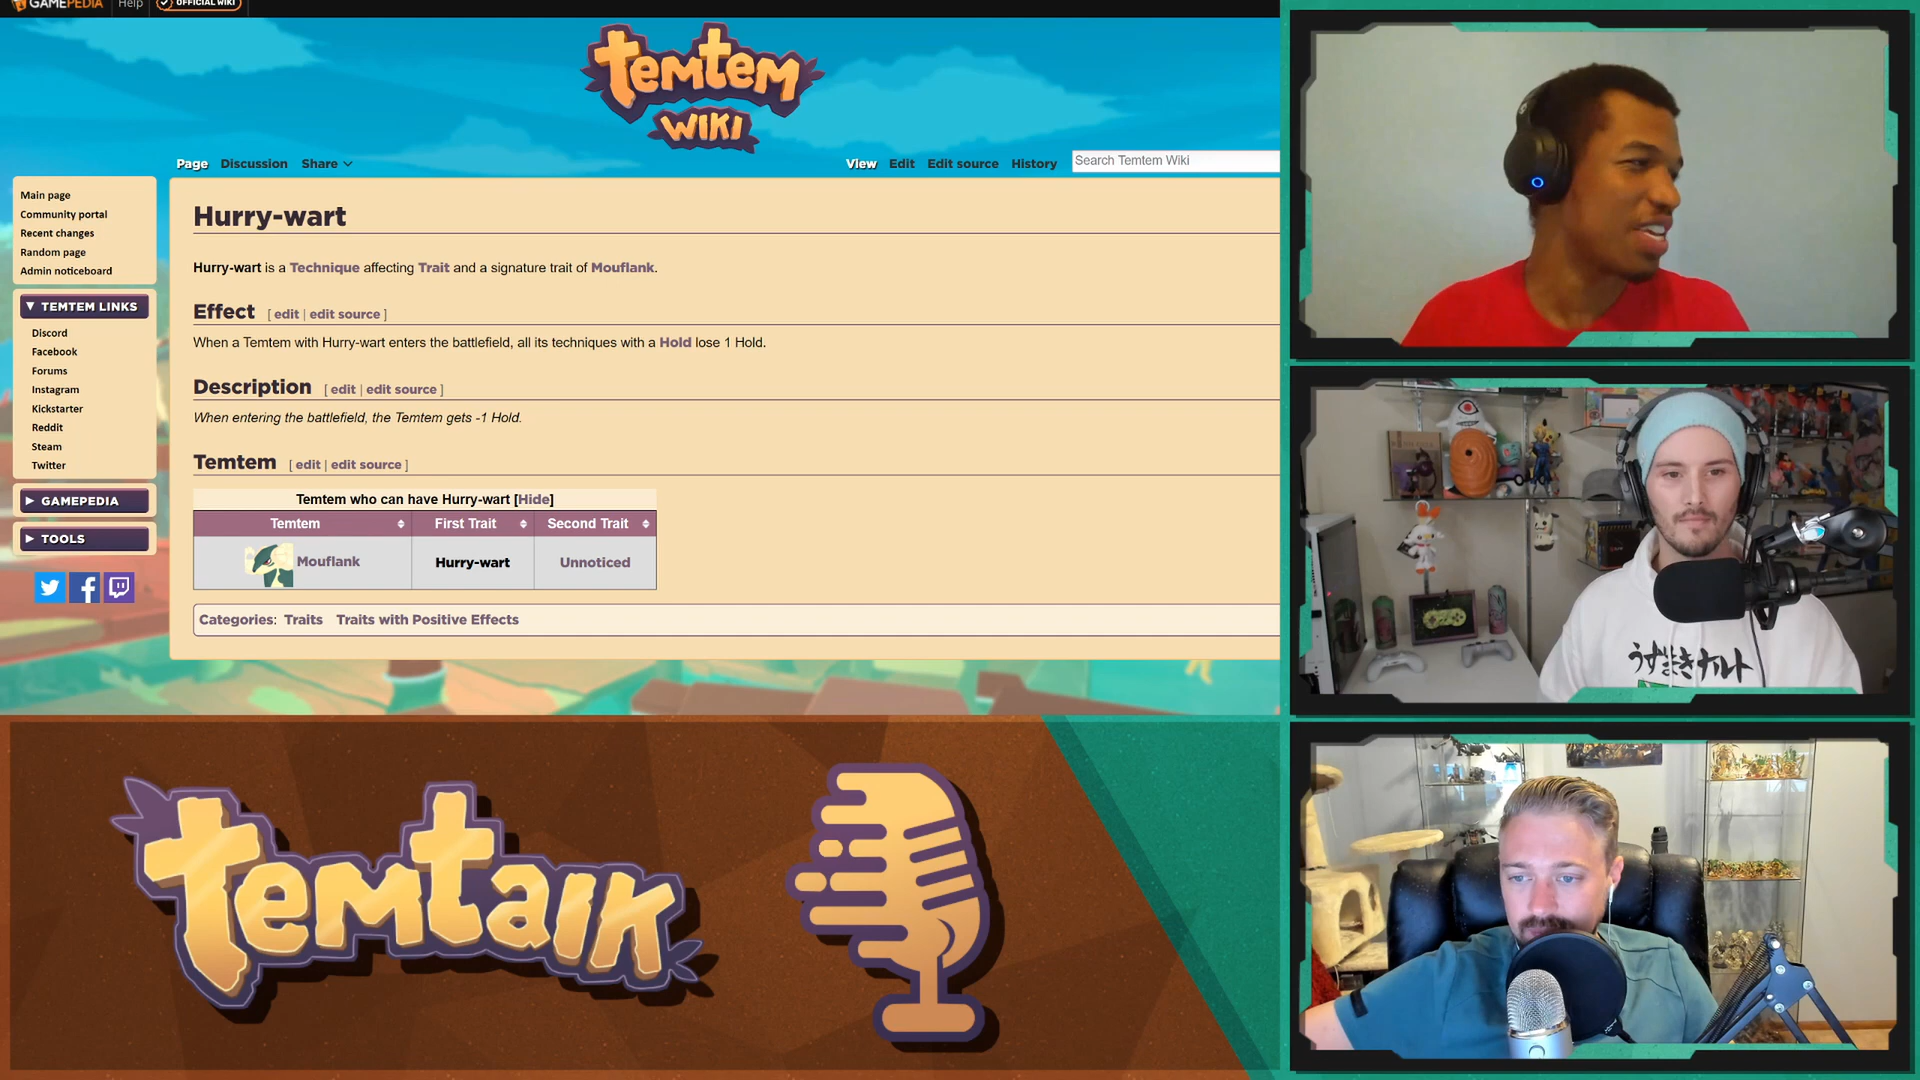 GAMEPEDIA
Help
OFFICIAL WIKI
temtem
WIKI
Page Discussion Share
View Edit Edit source History
Search Temtem Wiki
Main page
Community portal
Recent changes
Random page
Admin noticeboard
TEMTEM LINKS
Discord
Facebook
Forums
Instagram
Kickstarter
Reddit
Steam
Twitter
GAMEPEDIA
TOOLS
Hurry-wart
Hurry-wart is a Technique affecting Trait and a signature trait of Mouflank.
Effect [ edit | edit source ]
When a Temtem with Hurry-wart enters the battlefield, all its techniques with a Hold lose 1 Hold.
Description [ edit | edit source ]
When entering the battlefield, the Temtem gets -1 Hold.
Temtem [ edit | edit source ]
Temtem who can have Hurry-wart [Hide]
Temtem First Trait Second Trait
Mouflank Hurry-wart Unnoticed
Categories: Traits Traits with Positive Effects
temtalk
うずまきナルト